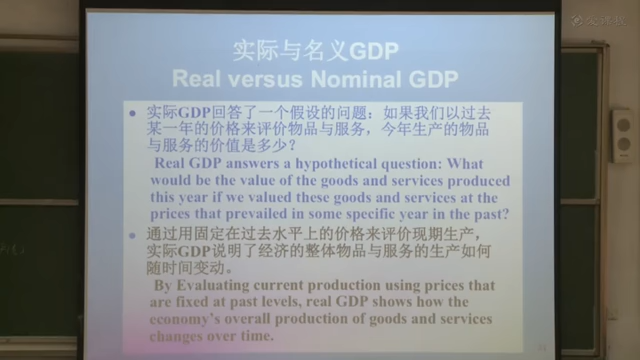 实际与名义GDP
Real versus Nominal GDP
• 实际GDP回答了一个假设的问题：如果我们以过去
某一年的价格来评价物品与服务，今年生产的物品
与服务的价值是多少？
Real GDP answers a hypothetical question: What
would be the value of the goods and services produced
this year if we valued these goods and services at the
prices that prevailed in some specific year in the past?
• 通过用固定在过去水平上的价格来评价现期生产，
实际GDP说明了经济的整体物品与服务的生产如何
随时间变动。
By Evaluating current production using prices that
are fixed at past levels, real GDP shows how the
economy's overall production of goods and services
changes over time.